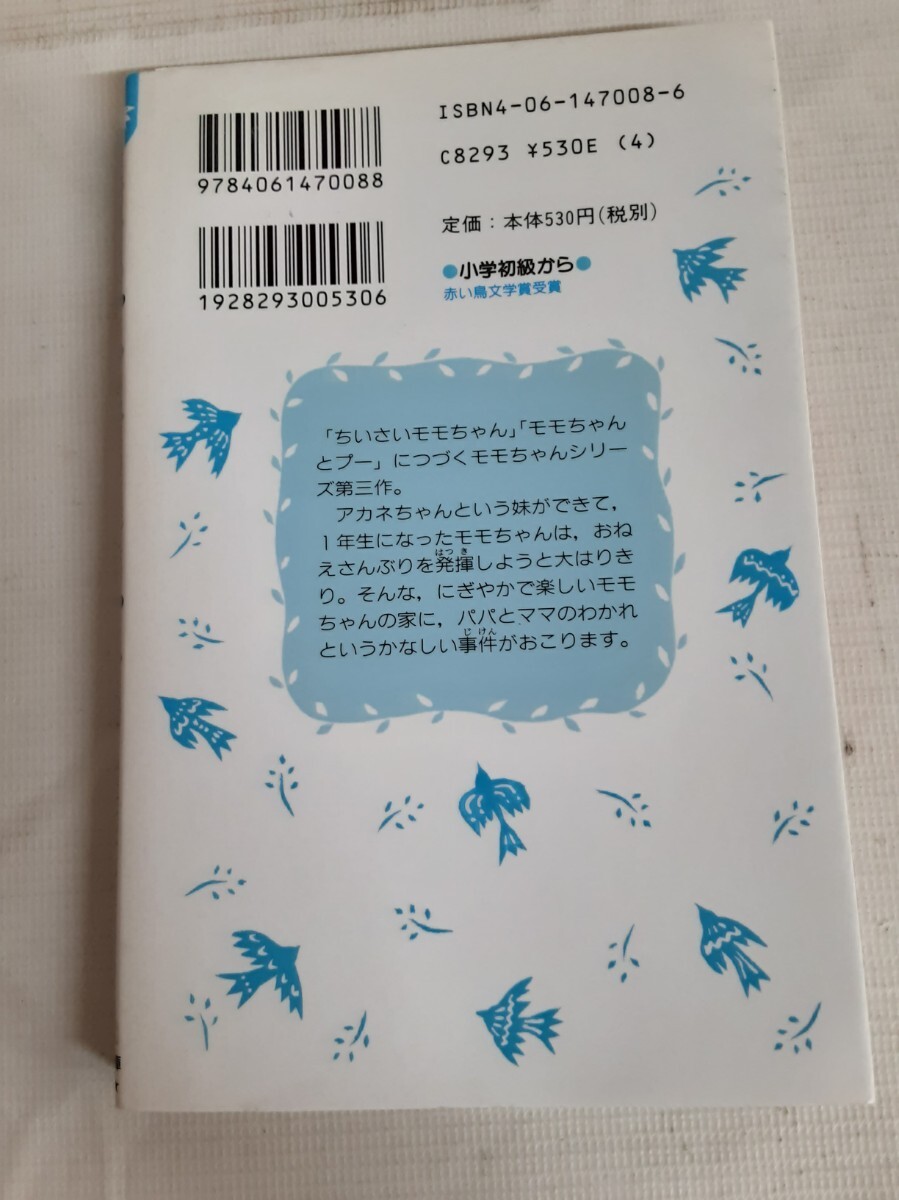 ISBN4-06-147008-6
C8293 ¥530E (4)
9784061470088
定価：本体530円(税別)
1928293005306
●小学初級から●
赤い鳥文学賞受賞
「ちいさいモモちゃん」「モモちゃん
とプー」につづくモモちゃんシリー
ズ第三作。
アカネちゃんという妹ができて，
1年生になったモモちゃんは，おね
えさんぶりを発揮しようと大はりき
り。そんな，にぎやかで楽しいモモ
ちゃんの家に，パパとママのわかれ
というかなしい事件がおこります。